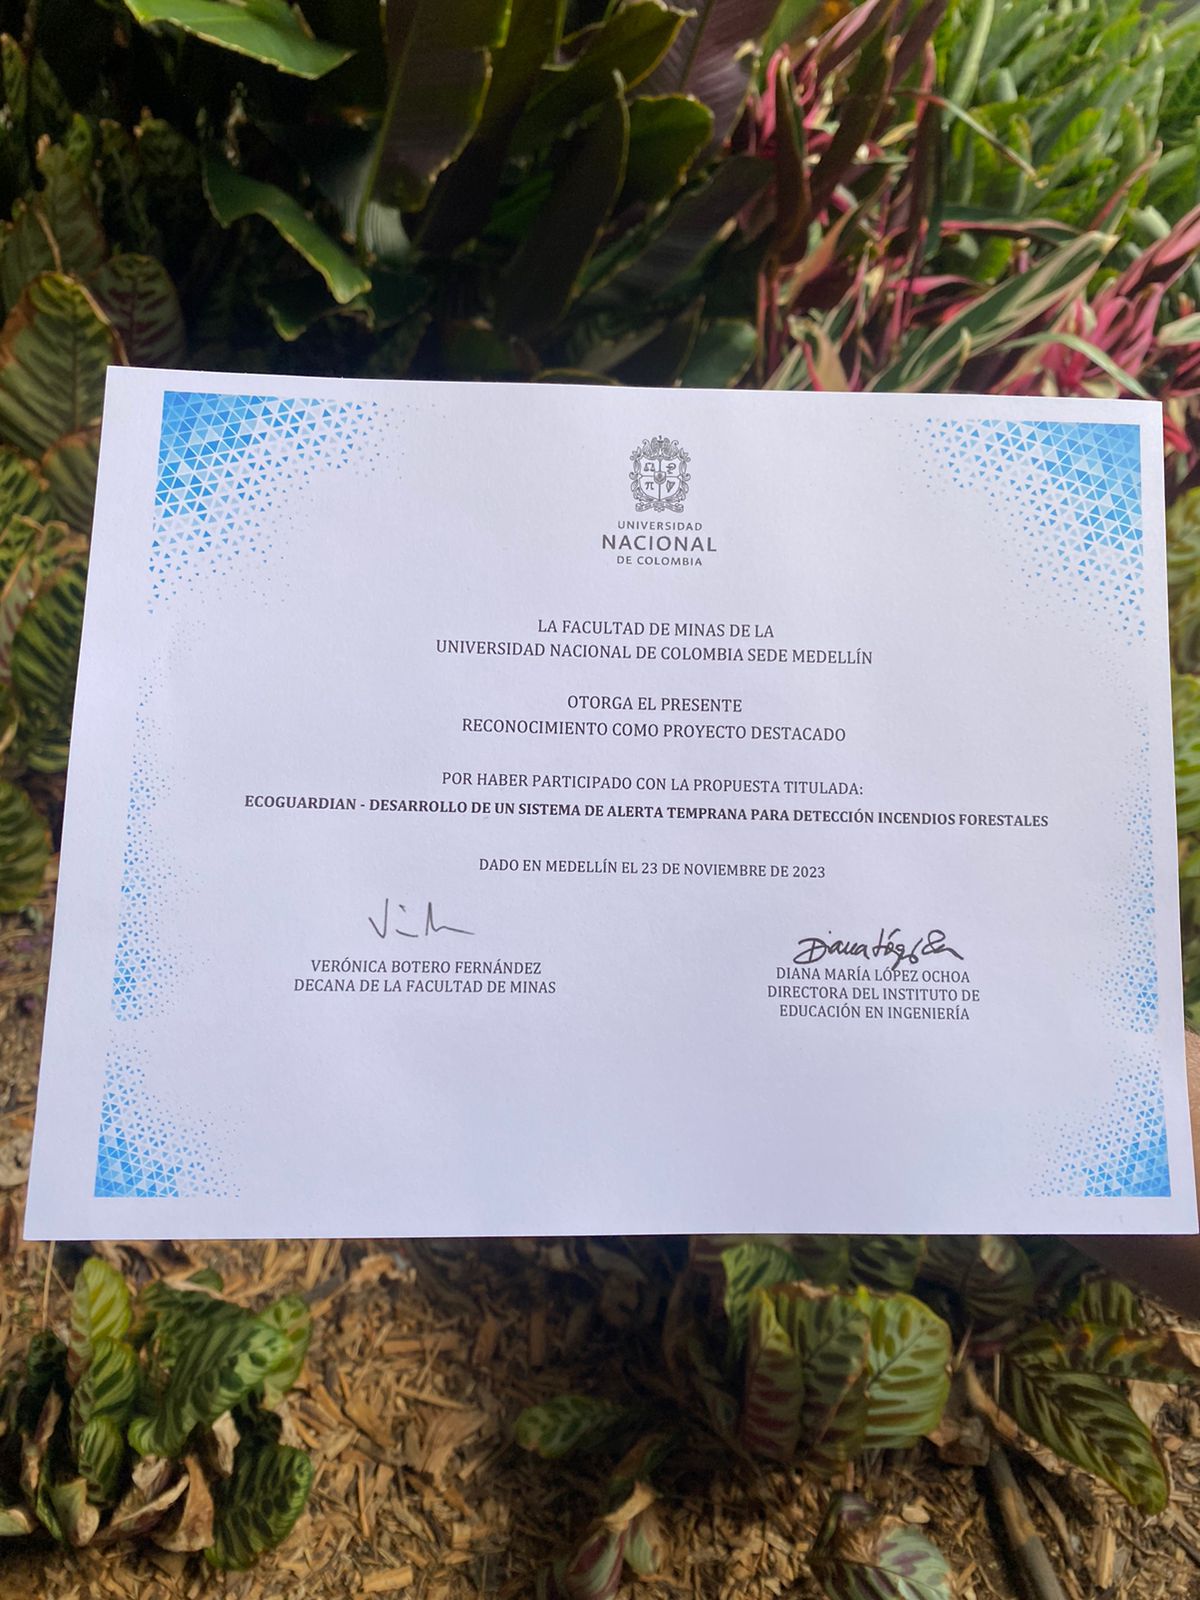 UNIVERSIDAD
NACIONAL
DE COLOMBIA
LA FACULTAD DE MINAS DE LA
UNIVERSIDAD NACIONAL DE COLOMBIA SEDE MEDELLÍN
OTORGA EL PRESENTE
RECONOCIMIENTO COMO PROYECTO DESTACADO
POR HABER PARTICIPADO CON LA PROPUESTA TITULADA:
ECOGUARDIAN - DESARROLLO DE UN SISTEMA DE ALERTA TEMPRANA PARA DETECCIÓN INCENDIOS FORESTALES
DADO EN MEDELLÍN EL 23 DE NOVIEMBRE DE 2023
VERÓNICA BOTERO FERNÁNDEZ
DECANA DE LA FACULTAD DE MINAS
DIANA MARÍA LÓPEZ OCHOA
DIRECTORA DEL INSTITUTO DE
EDUCACIÓN EN INGENIERÍA